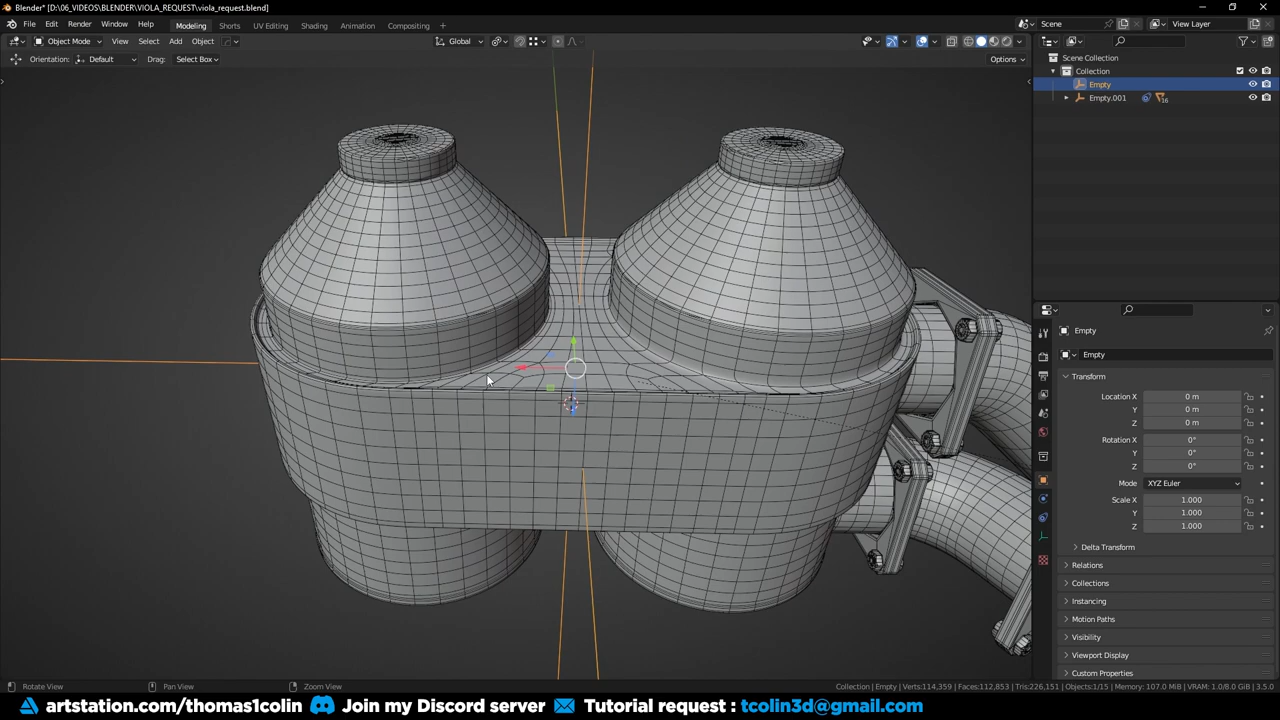 Blender* [D:\06_VIDEOS\BLENDER\VIOLA_REQUEST\viola_request.blend]
File Edit Render Window Help Modeling Shorts UV Editing Shading Animation Compositing Scene View Layer
Object Mode View Select Add Object Global
Orientation: Default Drag: Select Box Options
Scene Collection
Collection
Empty
Empty.001 16
Empty
Empty
Transform
Location X 0 m
Y 0 m
Z 0 m
Rotation X 0°
Y 0°
Z 0°
Mode XYZ Euler
Scale X 1.000
Y 1.000
Z 1.000
Delta Transform
Relations
Collections
Instancing
Motion Paths
Visibility
Viewport Display
Custom Properties
Rotate View Pan View Zoom View Collection | Empty | Verts:114,359 | Faces:112,853 | Tris:226,151 | Objects:1/15 | Memory: 107.0 MiB | VRAM: 1.0/8.0 GiB | 3.5.0
artstation.com/thomas1colin Join my Discord server Tutorial request : tcolin3d@gmail.com